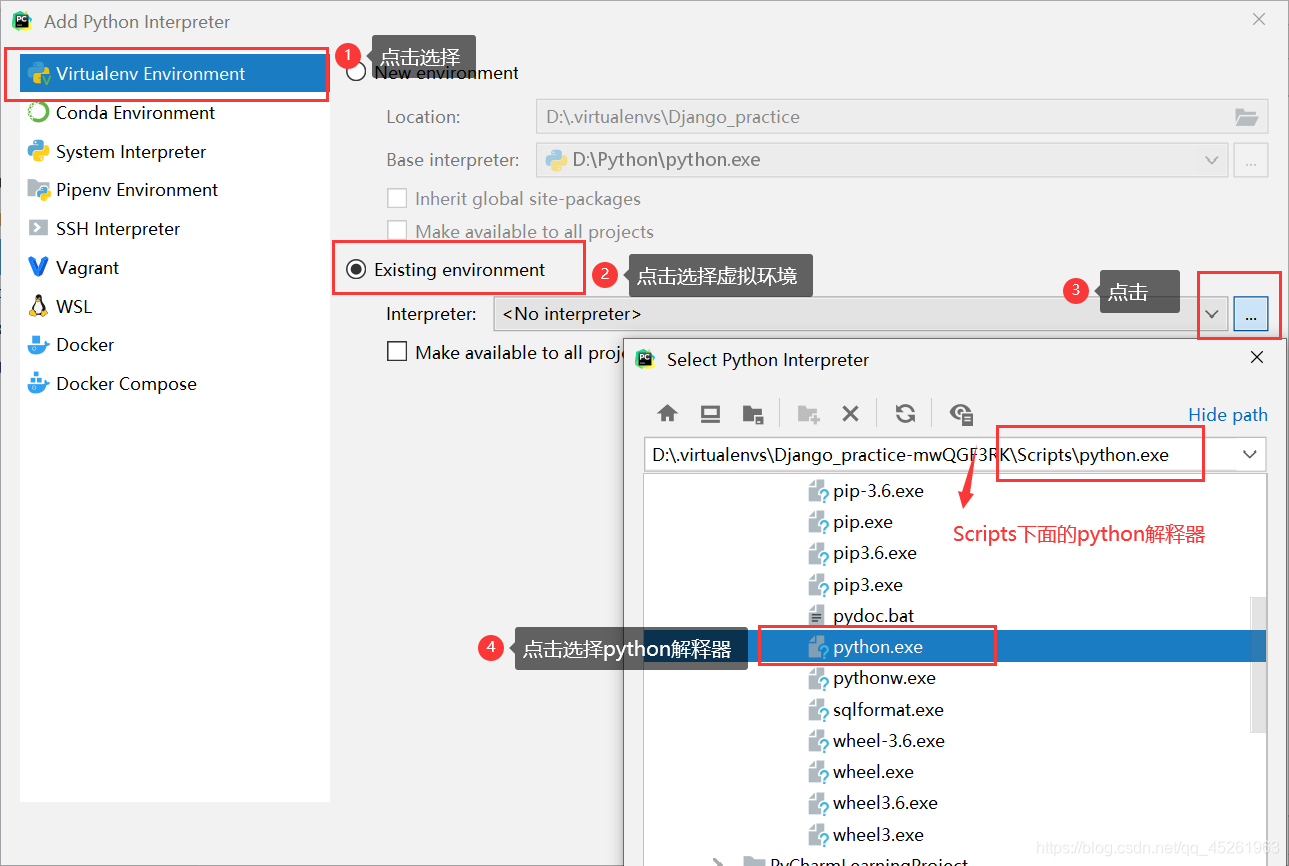 Add Python Interpreter
Virtualenv Environment
Conda Environment
System Interpreter
Pipenv Environment
SSH Interpreter
Vagrant
WSL
Docker
Docker Compose
1 点击选择
New environment
Location: D:\.virtualenvs\Django_practice
Base interpreter: D:\Python\python.exe ...
Inherit global site-packages
Make available to all projects
Existing environment 2 点击选择虚拟环境
3 点击
Interpreter: <No interpreter> ...
Make available to all proje
Select Python Interpreter
Hide path
D:\.virtualenvs\Django_practice-mwQGF3RK\Scripts\python.exe
pip-3.6.exe
pip.exe
Scripts下面的python解释器
pip3.6.exe
pip3.exe
pydoc.bat
4 点击选择python解释器
python.exe
pythonw.exe
sqlformat.exe
wheel-3.6.exe
wheel.exe
wheel3.6.exe
wheel3.exe
PyCharmLearningProject
https://blog.csdn.net/qq_45261963